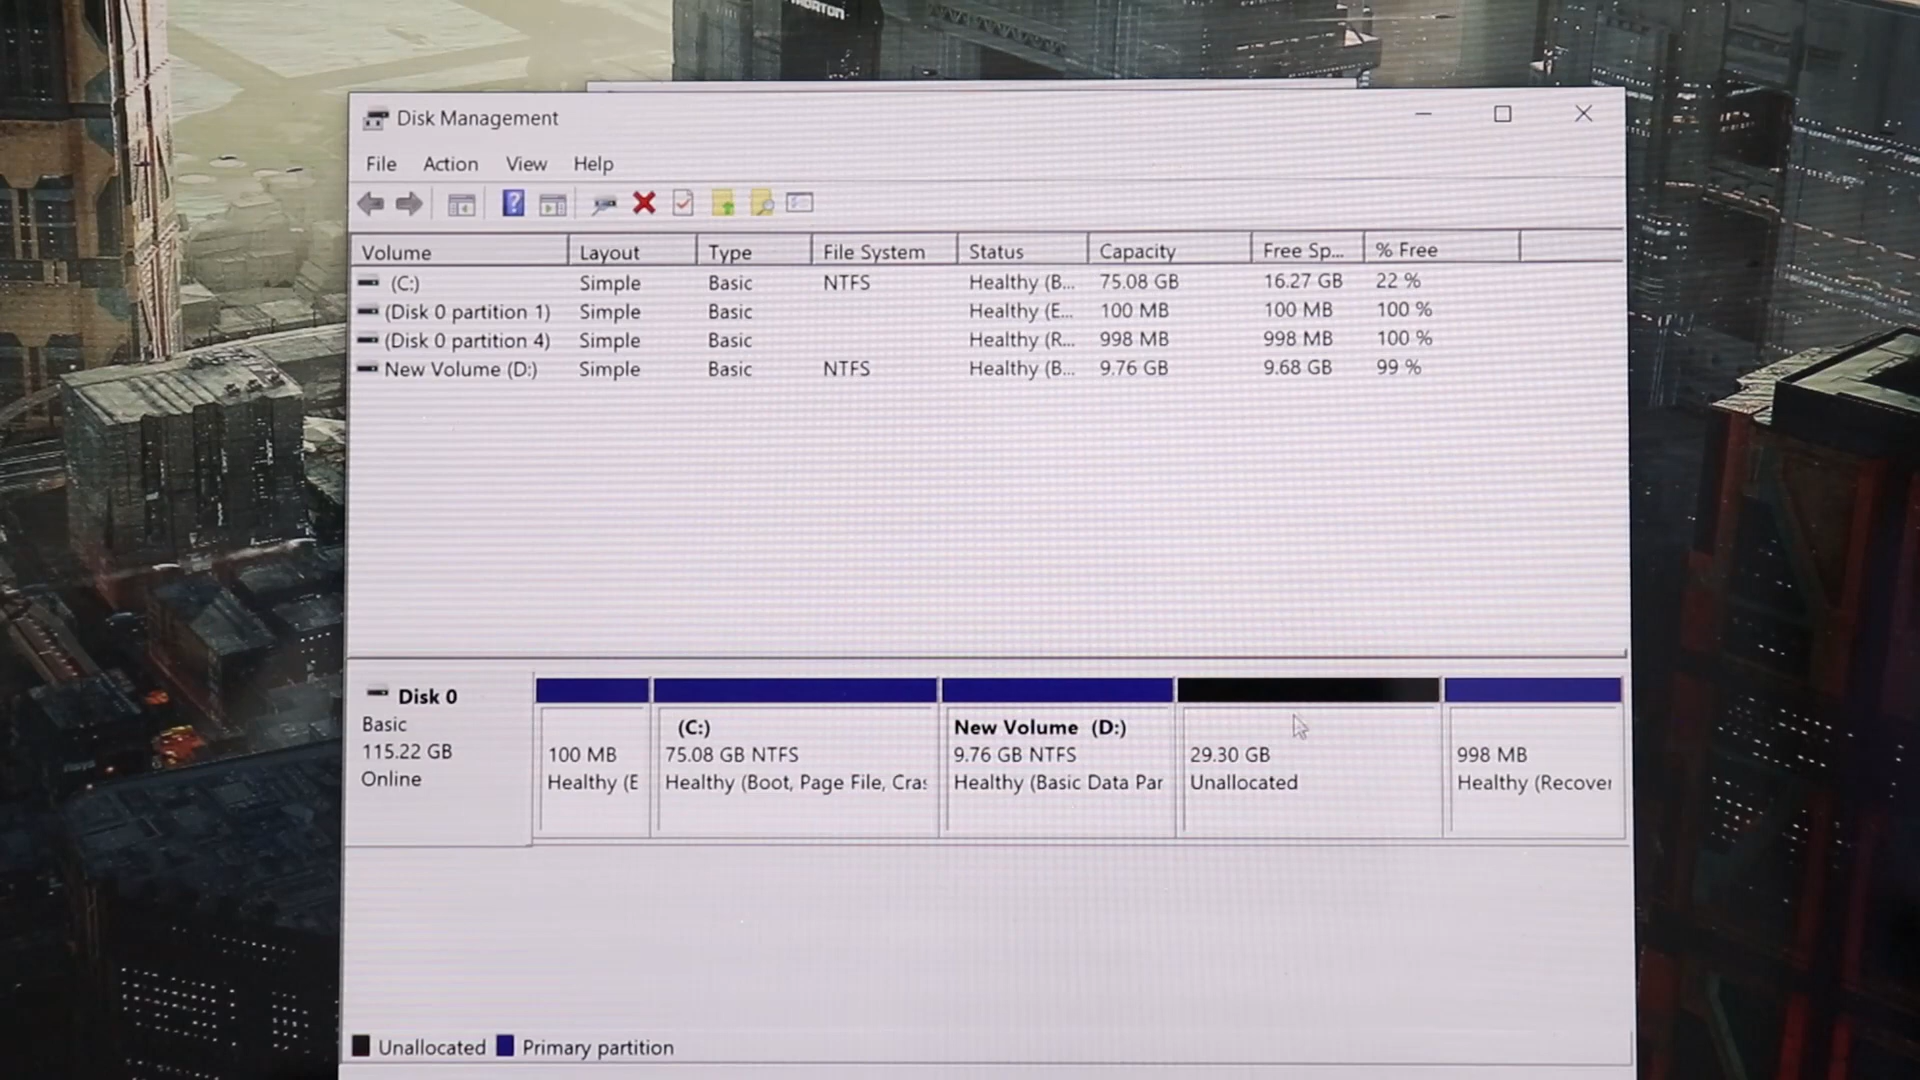 Disk Management
File Action View Help
Volume Layout Type File System Status Capacity Free Sp... % Free
(C:) Simple Basic NTFS Healthy (B... 75.08 GB 16.27 GB 22 %
(Disk 0 partition 1) Simple Basic Healthy (E... 100 MB 100 MB 100 %
(Disk 0 partition 4) Simple Basic Healthy (R... 998 MB 998 MB 100 %
New Volume (D:) Simple Basic NTFS Healthy (B... 9.76 GB 9.68 GB 99 %
Disk 0
Basic
115.22 GB
Online
100 MB
Healthy (E
(C:)
75.08 GB NTFS
Healthy (Boot, Page File, Cras
New Volume (D:)
9.76 GB NTFS
Healthy (Basic Data Par
29.30 GB
Unallocated
998 MB
Healthy (Recover
Unallocated Primary partition